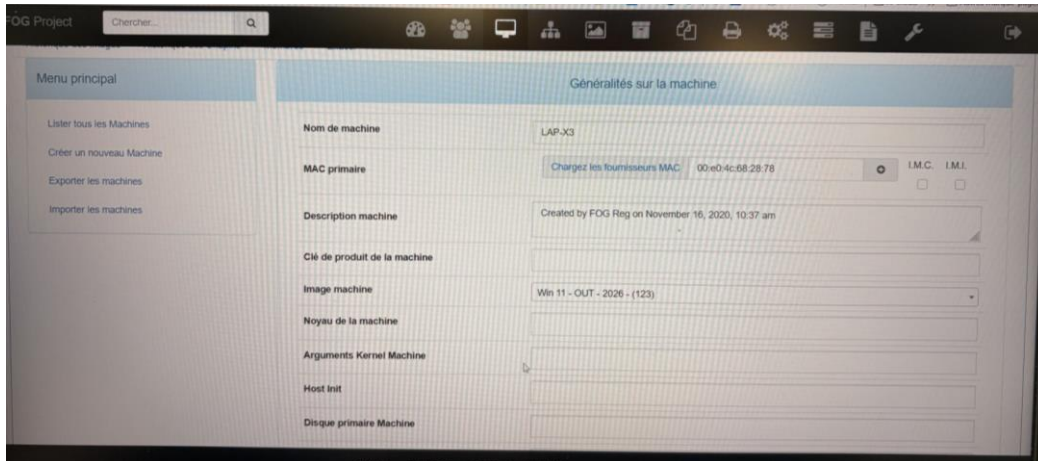 FOG Project
Chercher...
Menu principal
Lister tous les Machines
Créer un nouveau Machine
Exporter les machines
Importer les machines
Généralités sur la machine
Nom de machine
LAP-X3
MAC primaire
Chargez les fournisseurs MAC
00:e0:4c:68:28:78
I.M.C. I.M.I.
Description machine
Created by FOG Reg on November 16, 2020, 10:37 am
Clé de produit de la machine
Image machine
Win 11 - OUT - 2026 - (123)
Noyau de la machine
Arguments Kernel Machine
Host Init
Disque primaire Machine